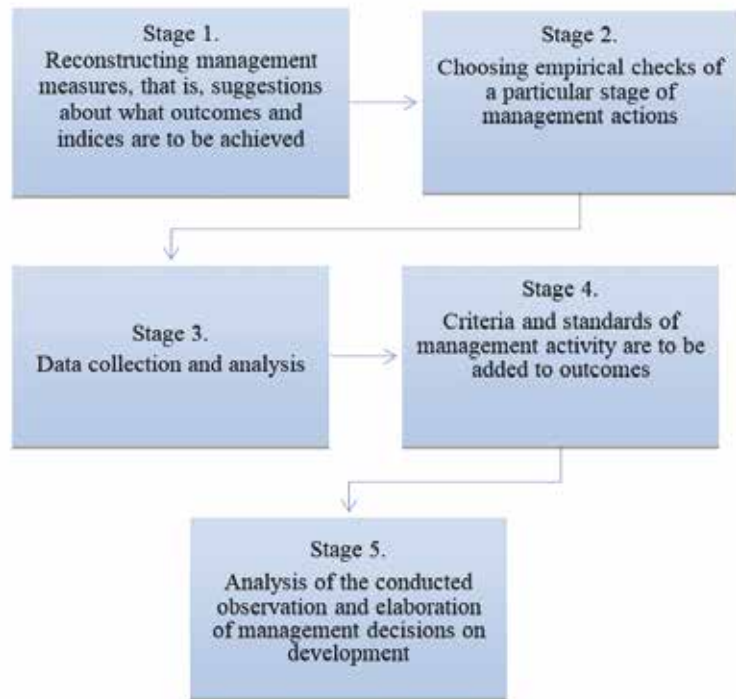 Stage 1.
Reconstructing management
measures, that is, suggestions
about what outcomes and
indices are to be achieved
Stage 2.
Choosing empirical checks of
a particular stage of
management actions
Stage 3.
Data collection and analysis
Stage 4.
Criteria and standards of
management activity are to be
added to outcomes
Stage 5.
Analysis of the conducted
observation and elaboration
of management decisions on
development